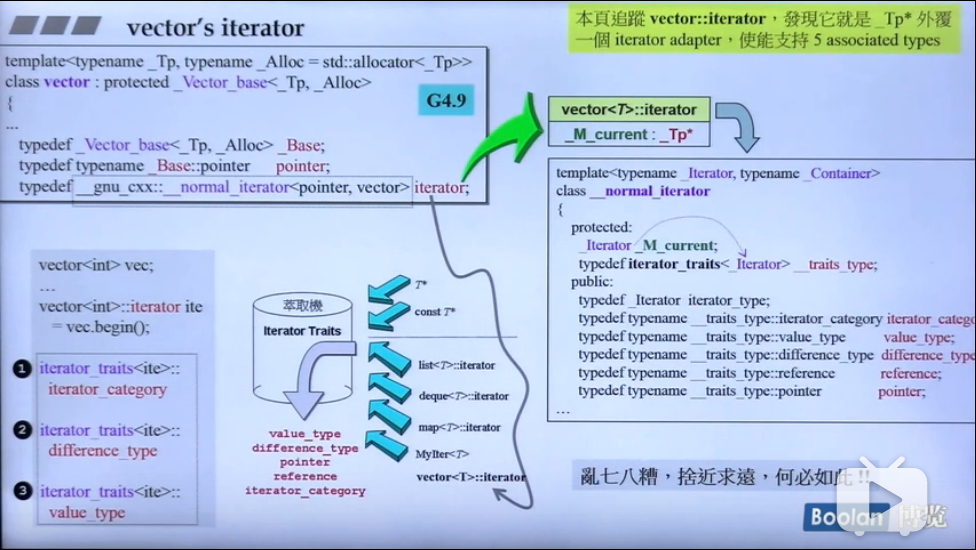 vector's iterator
本頁追蹤 vector::iterator，發現它就是 _Tp* 外覆
一個 iterator adapter，使能支持 5 associated types
template<typename _Tp, typename _Alloc = std::allocator<_Tp>>
class vector : protected _Vector_base<_Tp, _Alloc>
{
...
typedef _Vector_base<_Tp, _Alloc> _Base;
typedef typename _Base::pointer pointer;
typedef __gnu_cxx::__normal_iterator<pointer, vector> iterator;
G4.9
vector<T>::iterator
_M_current : _Tp*
template<typename _Iterator, typename _Container>
class __normal_iterator
{
protected:
_Iterator _M_current;
typedef iterator_traits<_Iterator> __traits_type;
public:
typedef _Iterator iterator_type;
typedef typename __traits_type::iterator_category iterator_catego
typedef typename __traits_type::value_type value_type;
typedef typename __traits_type::difference_type difference_type
typedef typename __traits_type::reference reference;
typedef typename __traits_type::pointer pointer;
...
vector<int> vec;
...
vector<int>::iterator ite
= vec.begin();
1 iterator_traits<ite>::
iterator_category
2 iterator_traits<ite>::
difference_type
3 iterator_traits<ite>::
value_type
萃取機
Iterator Traits
T*
const T*
list<T>::iterator
deque<T>::iterator
map<T>::iterator
MyIter<T>
vector<T>::iterator
value_type
difference_type
pointer
reference
iterator_category
亂七八糟，捨近求遠，何必如此 !!
Boolan 博览